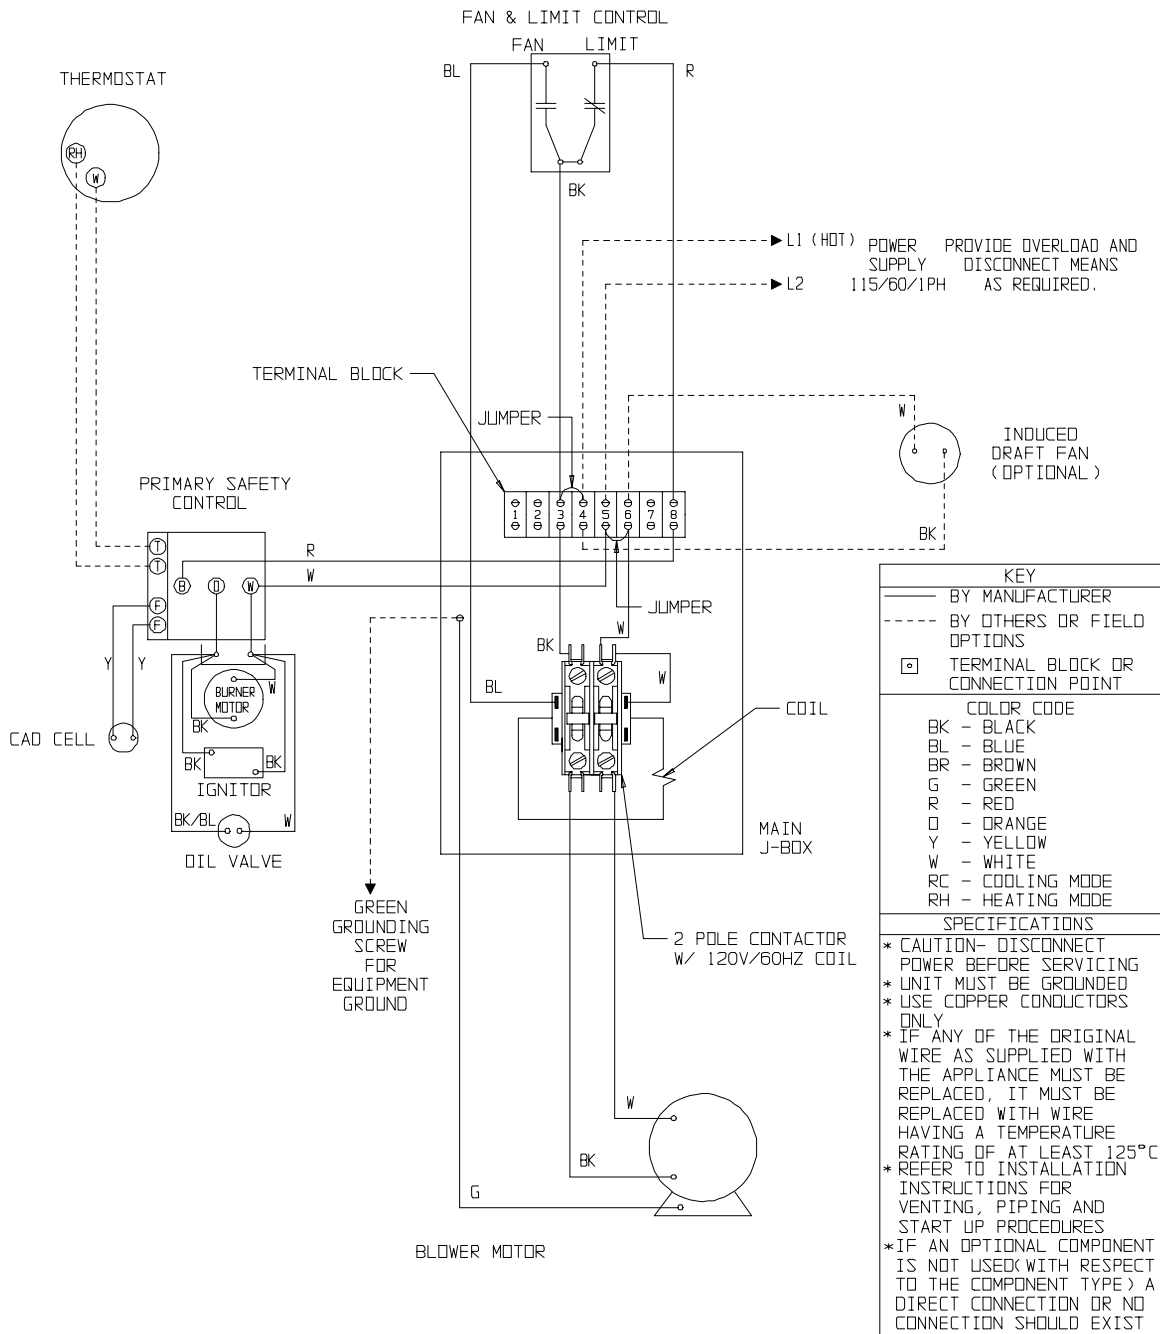 FAN & LIMIT CONTROL
FAN
LIMIT
BL
R
THERMOSTAT
RH
W
BK
L1 (HOT)
L2
POWER
SUPPLY
115/60/1PH
PROVIDE OVERLOAD AND
DISCONNECT MEANS
AS REQUIRED.
TERMINAL BLOCK
JUMPER
W
INDUCED
DRAFT FAN
(OPTIONAL)
PRIMARY SAFETY
CONTROL
1
2
3
4
5
6
7
8
BK
T
T
R
W
B
O
W
F
F
JUMPER
W
BK
Y
Y
BL
W
W
BURNER
MOTOR
BK
COIL
CAD CELL
BK
BK
IGNITOR
BK/BL
W
OIL VALVE
MAIN
J-BOX
GREEN
GROUNDING
SCREW
FOR
EQUIPMENT
GROUND
2 POLE CONTACTOR
W/ 120V/60HZ COIL
W
BK
G
BLOWER MOTOR
KEY
BY MANUFACTURER
BY OTHERS OR FIELD
OPTIONS
TERMINAL BLOCK OR
CONNECTION POINT
COLOR CODE
BK - BLACK
BL - BLUE
BR - BROWN
G - GREEN
R - RED
O - ORANGE
Y - YELLOW
W - WHITE
RC - COOLING MODE
RH - HEATING MODE
SPECIFICATIONS
* CAUTION- DISCONNECT
POWER BEFORE SERVICING
* UNIT MUST BE GROUNDED
* USE COPPER CONDUCTORS
ONLY
* IF ANY OF THE ORIGINAL
WIRE AS SUPPLIED WITH
THE APPLIANCE MUST BE
REPLACED, IT MUST BE
REPLACED WITH WIRE
HAVING A TEMPERATURE
RATING OF AT LEAST 125°C
* REFER TO INSTALLATION
INSTRUCTIONS FOR
VENTING, PIPING AND
START UP PROCEDURES
*IF AN OPTIONAL COMPONENT
IS NOT USED(WITH RESPECT
TO THE COMPONENT TYPE) A
DIRECT CONNECTION OR NO
CONNECTION SHOULD EXIST